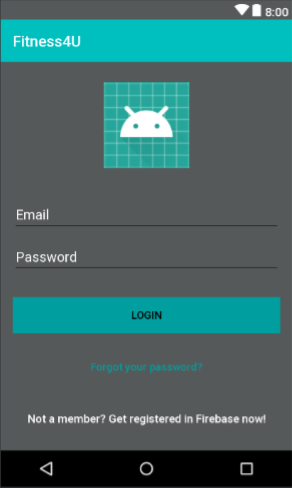 8:00
Fitness4U
Email
Password
LOGIN
Forgot your password?
Not a member? Get registered in Firebase now!